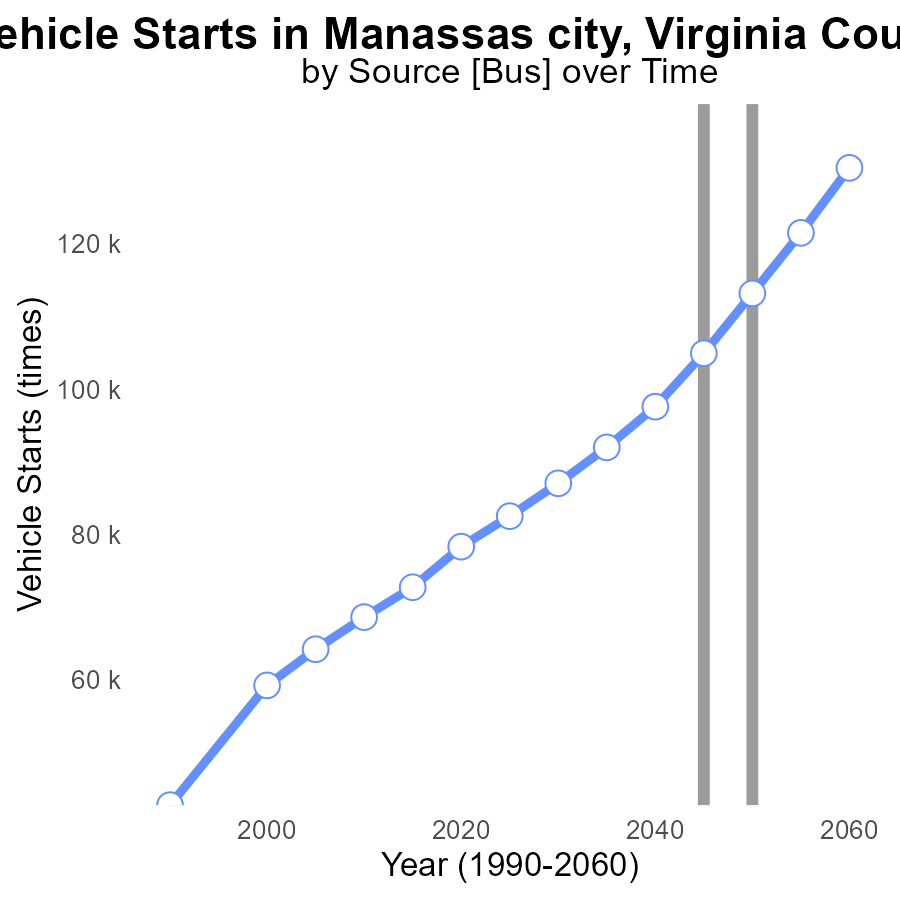 ehicle Starts in Manassas city, Virginia Cou
by Source [Bus] over Time
120 k
100 k
80 k
60 k
Vehicle Starts (times)
2000 2020 2040 2060
Year (1990-2060)